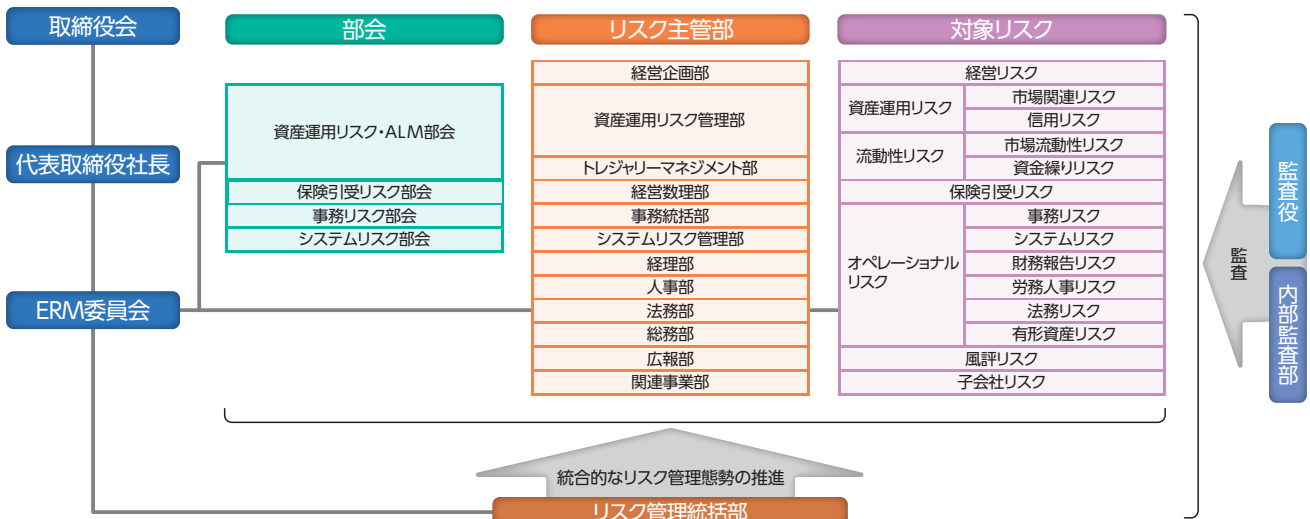 取締役会
代表取締役社長
ERM委員会
部会
資産運用リスク・ALM部会
保険引受リスク部会
事務リスク部会
システムリスク部会
リスク主管部
経営企画部
資産運用リスク管理部
トレジャリーマネジメント部
経営数理部
事務統括部
システムリスク管理部
経理部
人事部
法務部
総務部
広報部
関連事業部
対象リスク
経営リスク
資産運用リスク
市場関連リスク
信用リスク
流動性リスク
市場流動性リスク
資金繰りリスク
保険引受リスク
オペレーショナル
リスク
事務リスク
システムリスク
財務報告リスク
労務人事リスク
法務リスク
有形資産リスク
風評リスク
子会社リスク
監査
監査役
内部監査部
統合的なリスク管理態勢の推進
リスク管理統括部